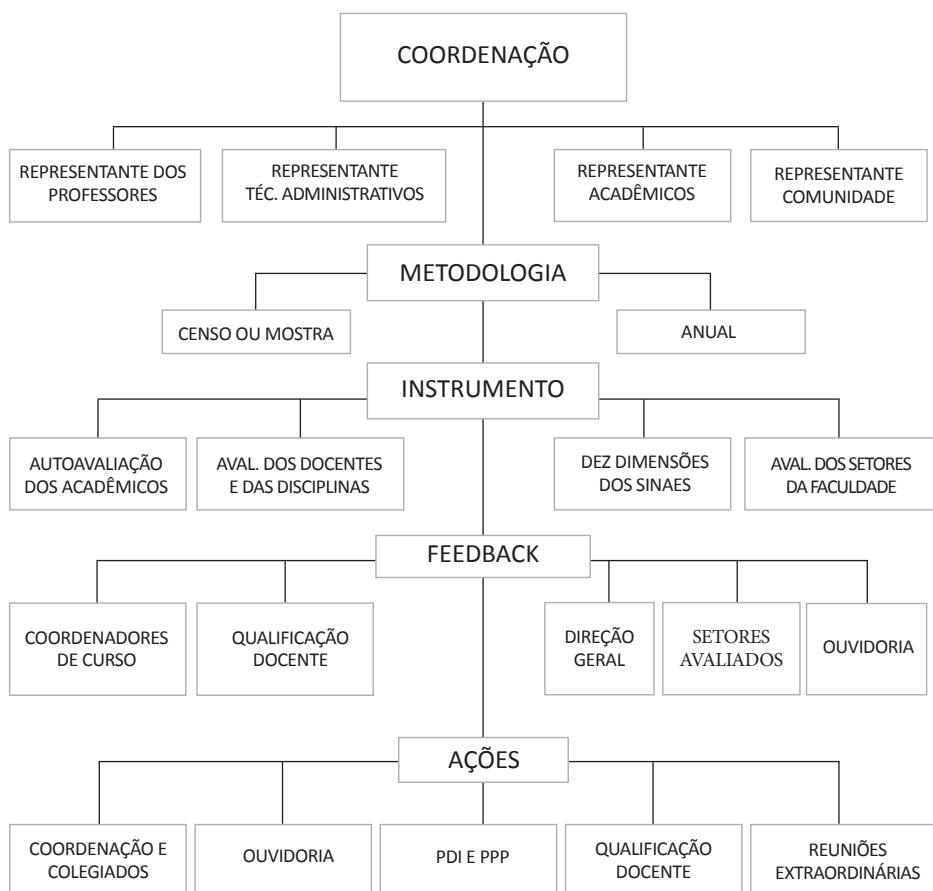 COORDENAÇÃO
REPRESENTANTE DOS
PROFESSORES
REPRESENTANTE
TÉC. ADMINISTRATIVOS
REPRESENTANTE
ACADÊMICOS
REPRESENTANTE
COMUNIDADE
METODOLOGIA
CENSO OU MOSTRA
ANUAL
INSTRUMENTO
AUTOAVALIAÇÃO
DOS ACADÊMICOS
AVAL. DOS DOCENTES
E DAS DISCIPLINAS
DEZ DIMENSÕES
DOS SINAES
AVAL. DOS SETORES
DA FACULDADE
FEEDBACK
COORDENADORES
DE CURSO
QUALIFICAÇÃO
DOCENTE
DIREÇÃO
GERAL
SETORES
AVALIADOS
OUVIDORIA
AÇÕES
COORDENAÇÃO E
COLEGIADOS
OUVIDORIA
PDI E PPP
QUALIFICAÇÃO
DOCENTE
REUNIÕES
EXTRAORDINÁRIAS